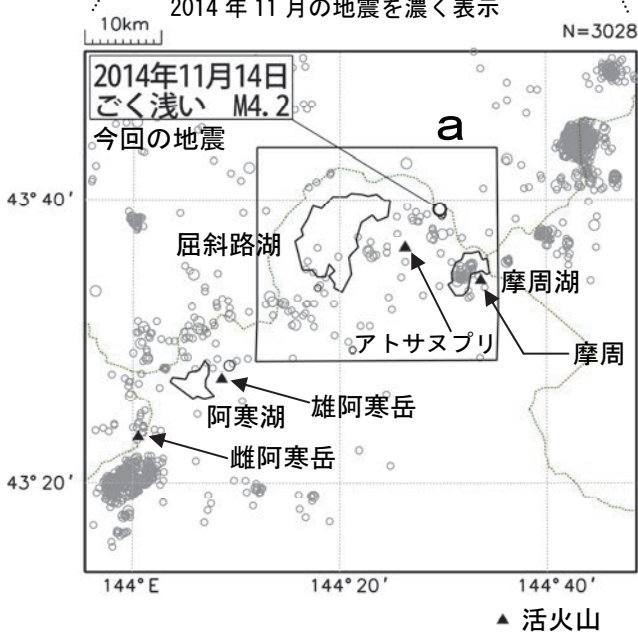 2014 年 11 月の地震を濃く表示
10km
N=3028
2014年11月14日
ごく浅い M4.2
今回の地震
a
43°40′
屈斜路湖
摩周湖
アトサヌプリ
摩周
阿寒湖
雄阿寒岳
雌阿寒岳
43°20′
144°E
144°20′
144°40′
▲ 活火山